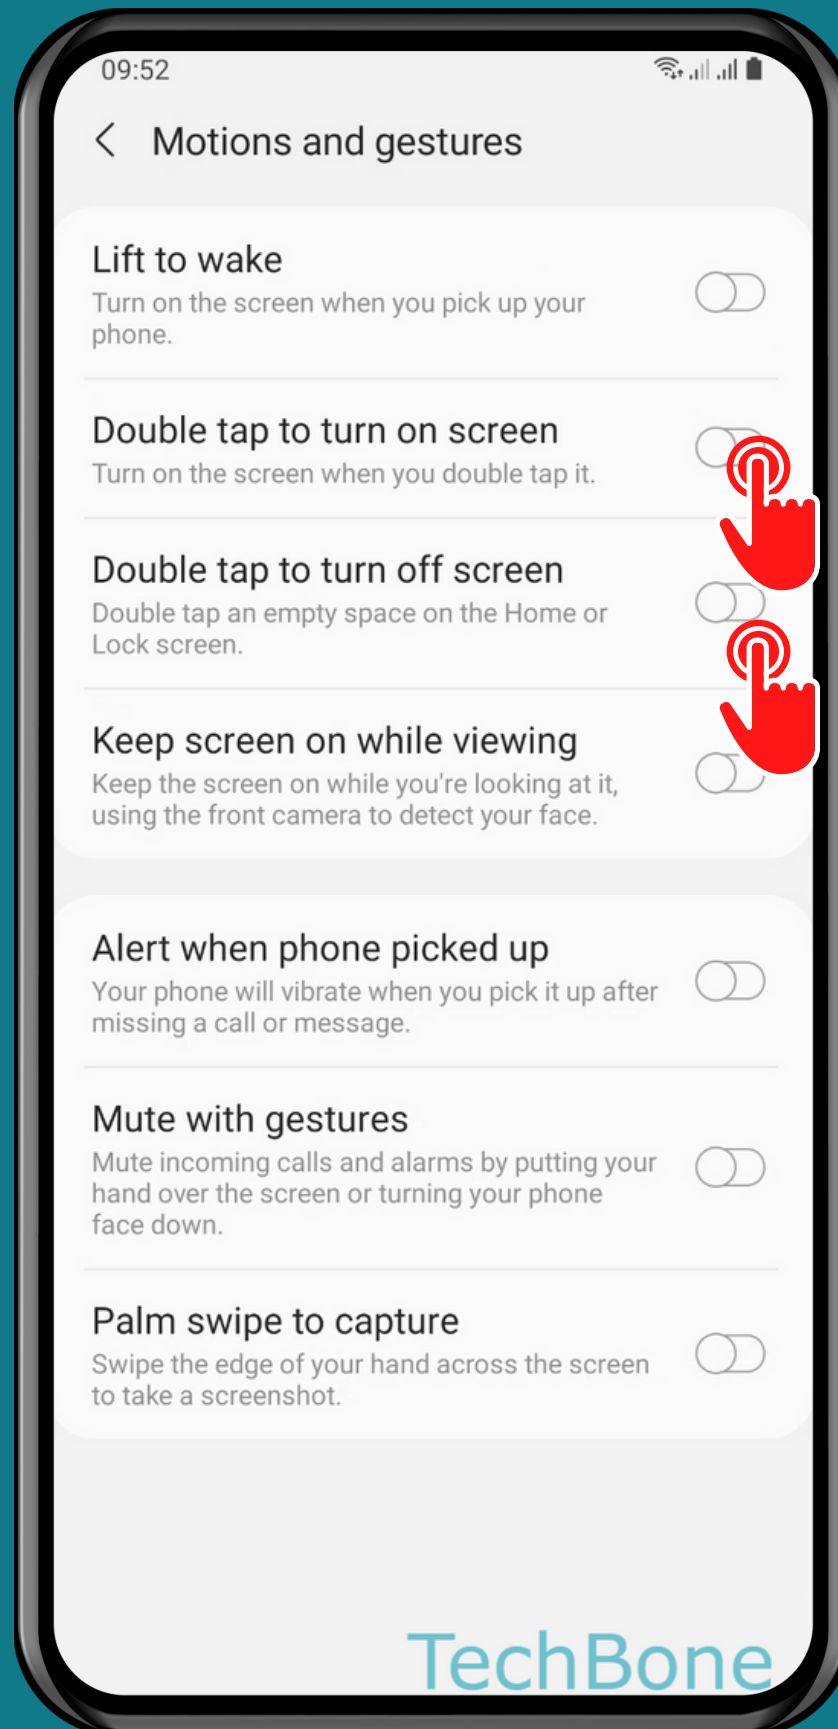 09:52
Motions and gestures
Lift to wake
Turn on the screen when you pick up your
phone.
Double tap to turn on screen
Turn on the screen when you double tap it.
Double tap to turn off screen
Double tap an empty space on the Home or
Lock screen.
Keep screen on while viewing
Keep the screen on while you're looking at it,
using the front camera to detect your face.
Alert when phone picked up
Your phone will vibrate when you pick it up after
missing a call or message.
Mute with gestures
Mute incoming calls and alarms by putting your
hand over the screen or turning your phone
face down.
Palm swipe to capture
Swipe the edge of your hand across the screen
to take a screenshot.
TechBone